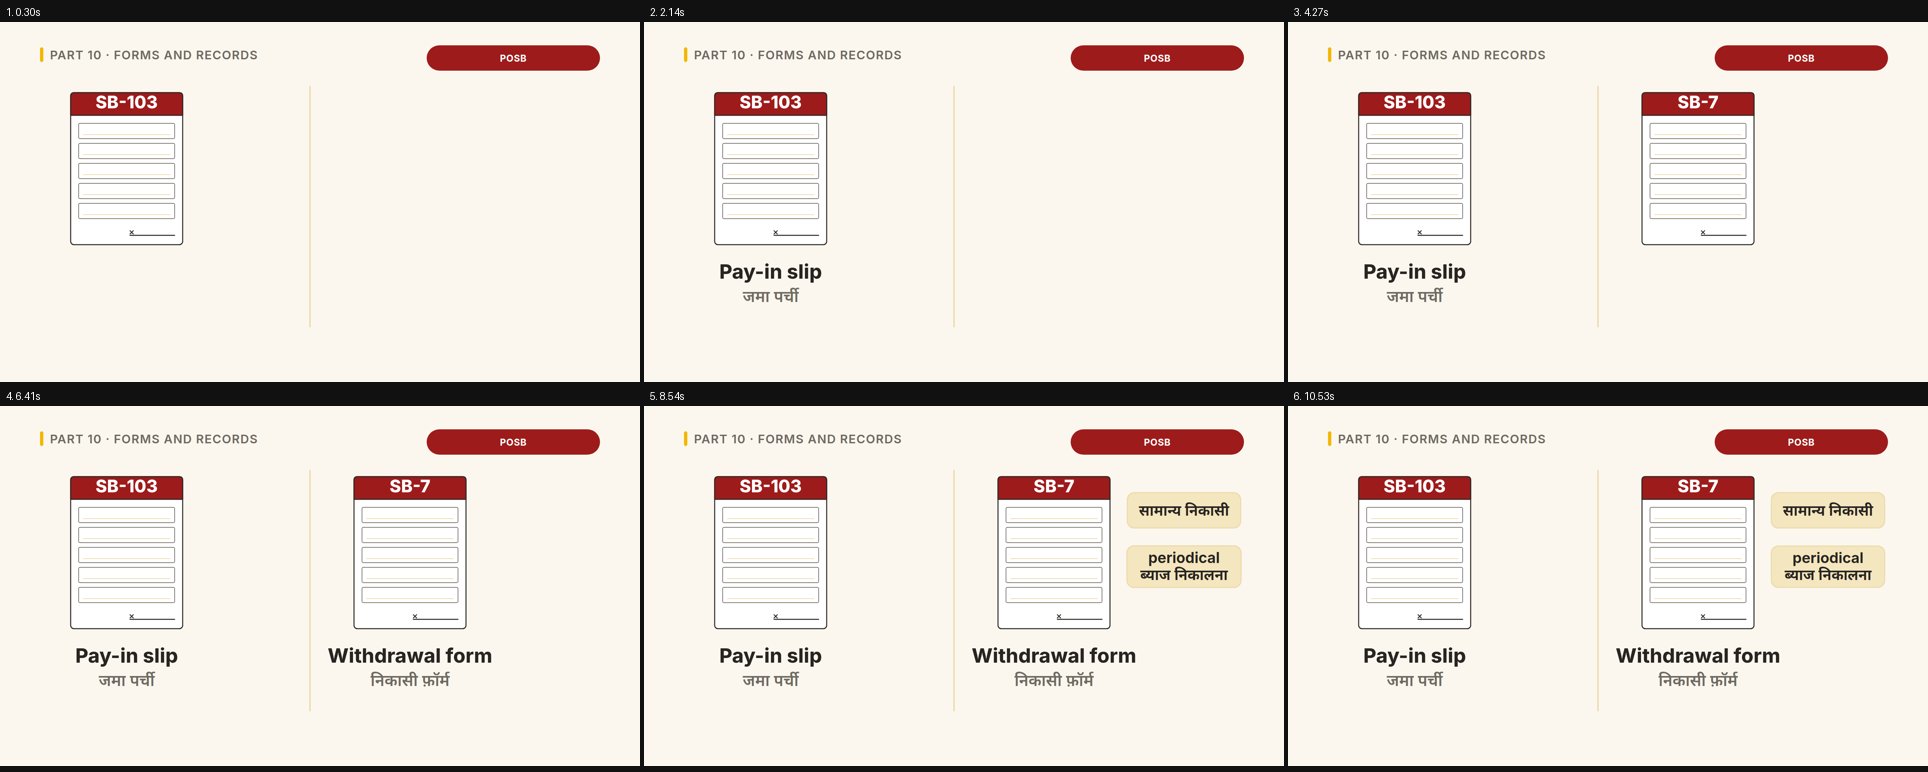 1. 0.30s
PART 10 · FORMS AND RECORDS
POSB
SB-103
×
2. 2.14s
PART 10 · FORMS AND RECORDS
POSB
SB-103
×
Pay-in slip
जमा पर्ची
3. 4.27s
PART 10 · FORMS AND RECORDS
POSB
SB-103
×
Pay-in slip
जमा पर्ची
SB-7
×
4. 6.41s
PART 10 · FORMS AND RECORDS
POSB
SB-103
×
Pay-in slip
जमा पर्ची
SB-7
×
Withdrawal form
निकासी फ़ॉर्म
5. 8.54s
PART 10 · FORMS AND RECORDS
POSB
SB-103
×
Pay-in slip
जमा पर्ची
SB-7
×
Withdrawal form
निकासी फ़ॉर्म
सामान्य निकासी
periodical
ब्याज निकालना
6. 10.53s
PART 10 · FORMS AND RECORDS
POSB
SB-103
×
Pay-in slip
जमा पर्ची
SB-7
×
Withdrawal form
निकासी फ़ॉर्म
सामान्य निकासी
periodical
ब्याज निकालना